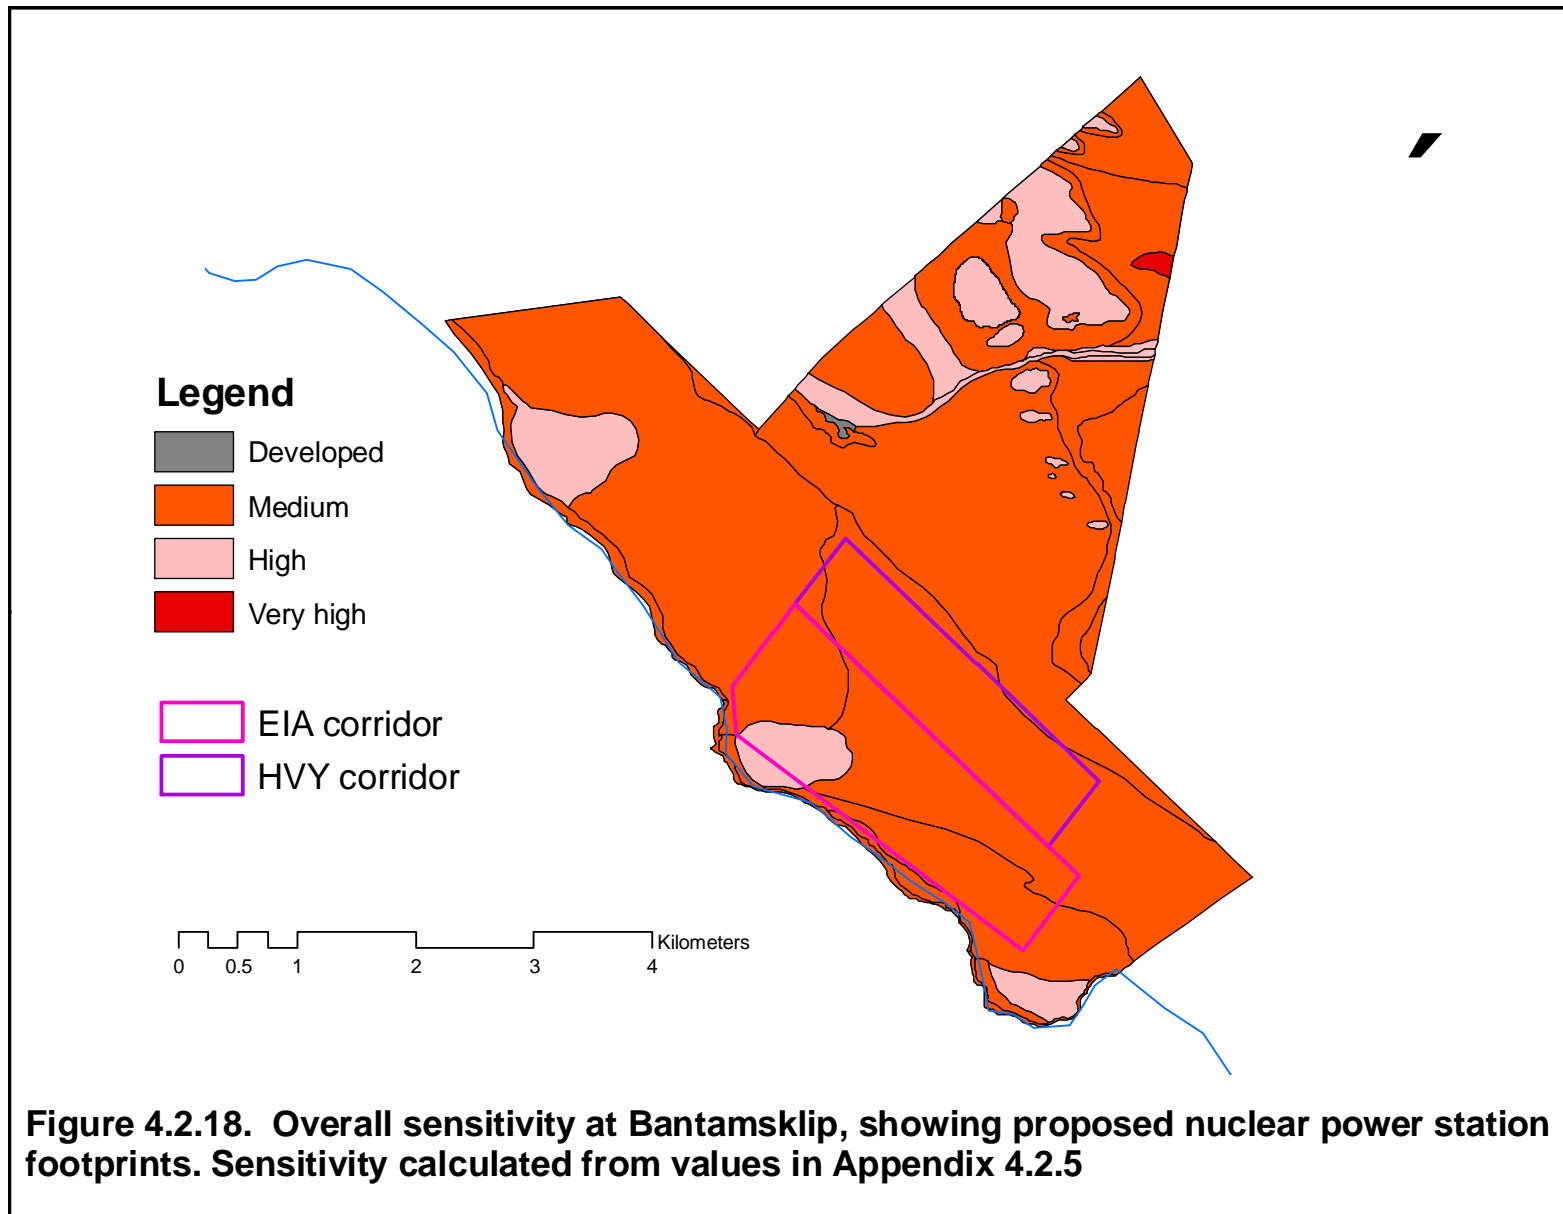 Legend
Developed
Medium
High
Very high
EIA corridor
HVY corridor
Kilometers
0 0.5 1 2 3 4
Figure 4.2.18. Overall sensitivity at Bantamsklip, showing proposed nuclear power station
footprints. Sensitivity calculated from values in Appendix 4.2.5